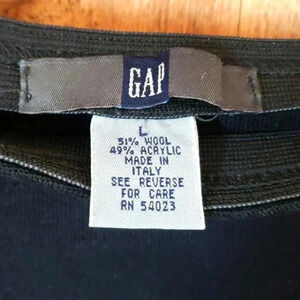 GAP
L
51% WOOL
49% ACRYLIC
MADE IN
ITALY
SEE REVERSE
FOR CARE
RN 54023